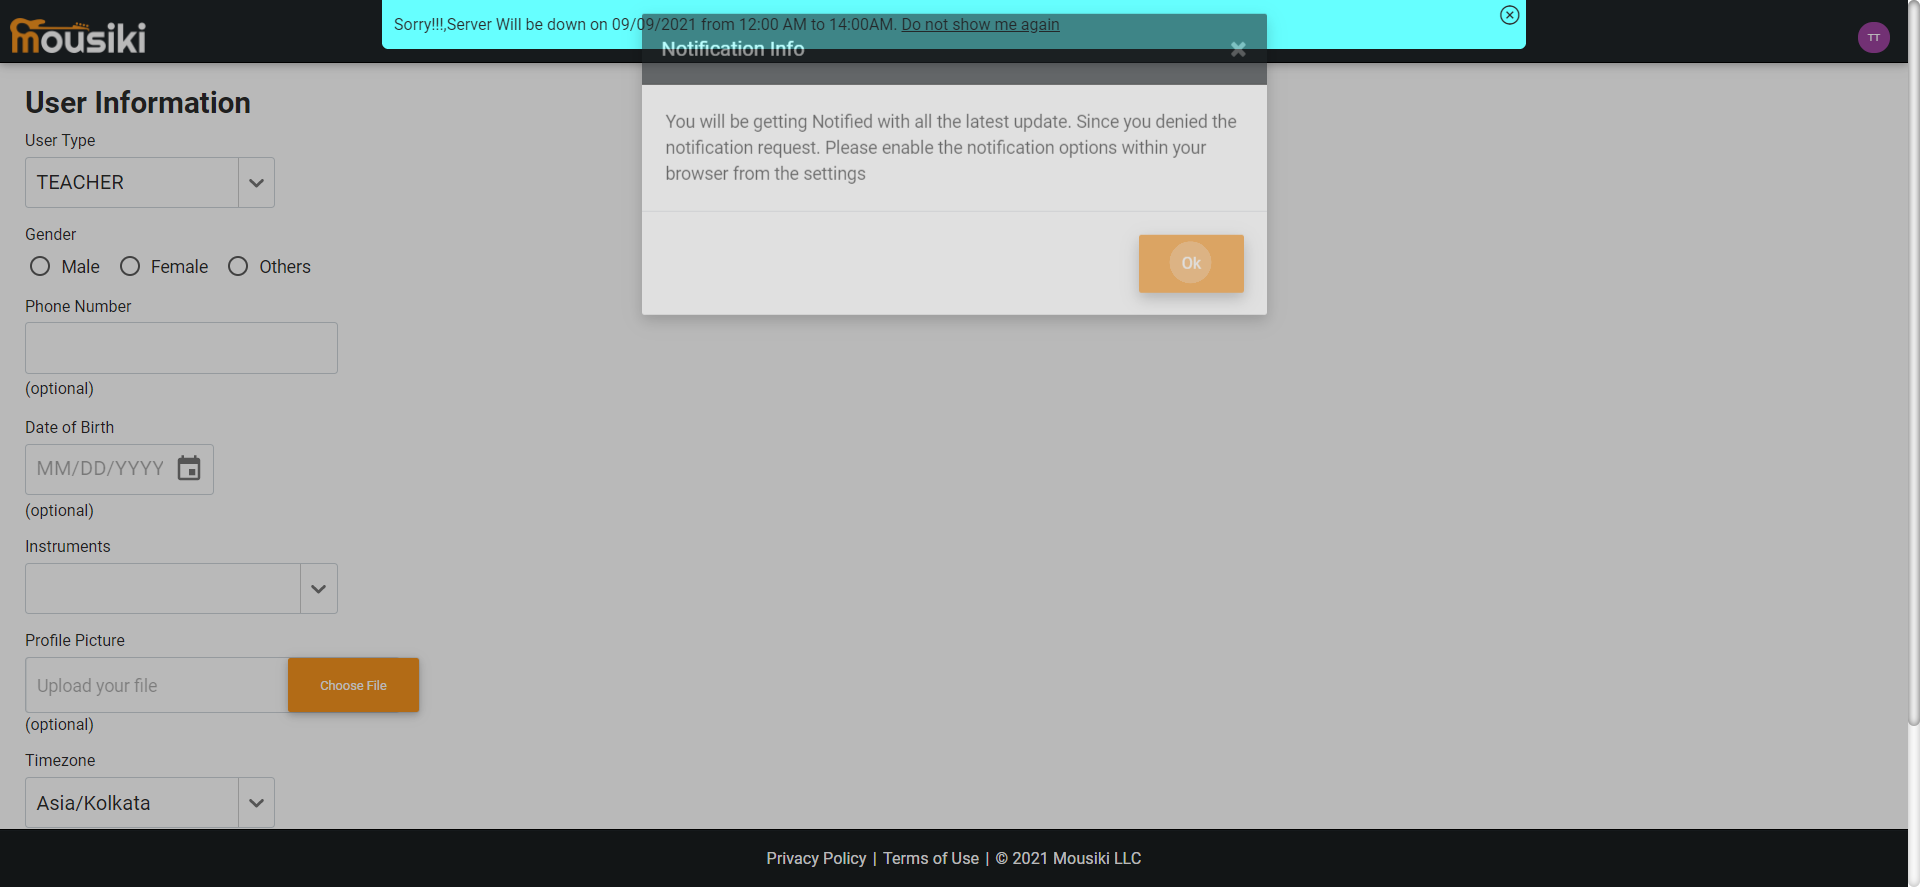 mousiki
Sorry!!!,Server Will be down on 09/09/2021 from 12:00 AM to 14:00AM. Do not show me again
TT
Notification Info
You will be getting Notified with all the latest update. Since you denied the
notification request. Please enable the notification options within your
browser from the settings
Ok
User Information
User Type
TEACHER
Gender
Male Female Others
Phone Number
(optional)
Date of Birth
MM/DD/YYYY
(optional)
Instruments
Profile Picture
Upload your file Choose File
(optional)
Timezone
Asia/Kolkata
Privacy Policy | Terms of Use | © 2021 Mousiki LLC